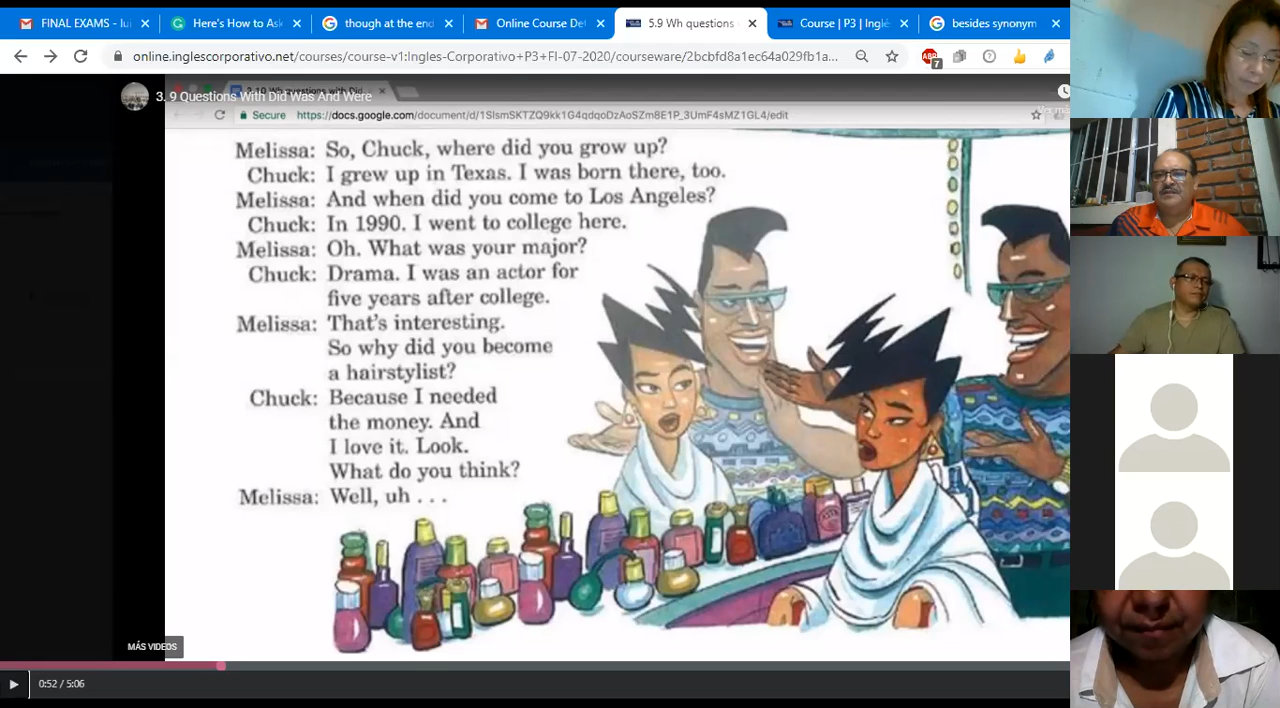 FINAL EXAMS - lui
Here's How to Ask
though at the end
Online Course De
5.9 Wh questions
Course | P3 | Inglé
besides synonym
online.inglescorporativo.net/courses/course-v1:Ingles-Corporativo+P3+FI-07-2020/courseware/2bcbfd8a1ec64a029fb1a...
7
3. 9 Questions With Did Was And Were
Secure
https://docs.google.com/document/d/1SlsmSKTZQ9kk1G4qdqoDzAoSZm8E1P_3UmF4sMZ1GL4/edit
Melissa: So, Chuck, where did you grow up?
Chuck: I grew up in Texas. I was born there, too.
Melissa: And when did you come to Los Angeles?
Chuck: In 1990. I went to college here.
Melissa: Oh. What was your major?
Chuck: Drama. I was an actor for
five years after college.
Melissa: That's interesting.
So why did you become
a hairstylist?
Chuck: Because I needed
the money. And
I love it. Look.
What do you think?
Melissa: Well, uh . . .
MÁS VIDEOS
0:52 / 5:06